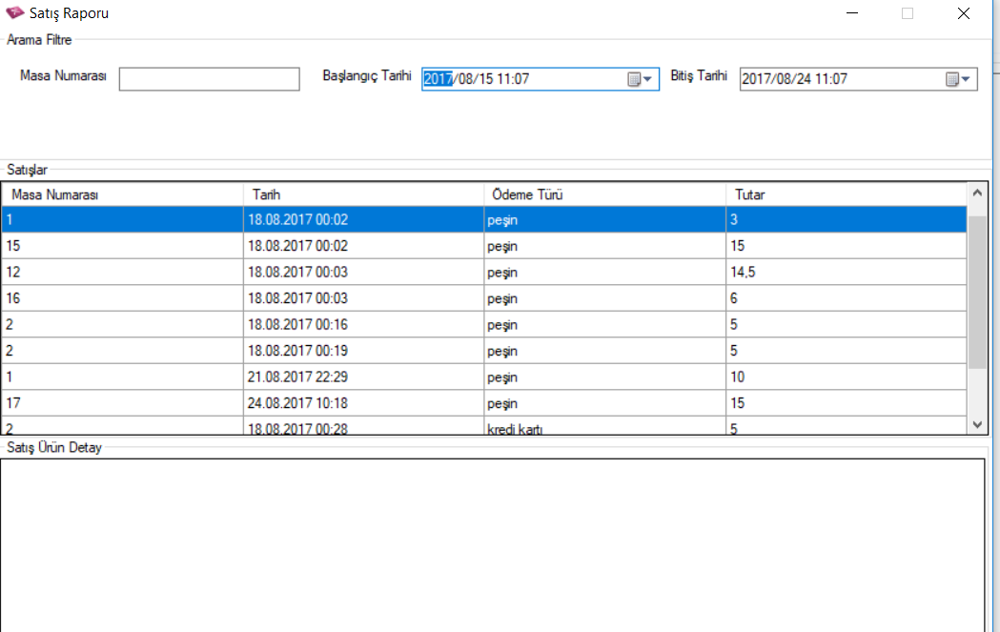 Satış Raporu
Arama Filtre
Masa Numarası Başlangıç Tarihi 2017/08/15 11:07 Bitiş Tarihi 2017/08/24 11:07
Satışlar
Masa Numarası Tarih Ödeme Türü Tutar
1 18.08.2017 00:02 peşin 3
15 18.08.2017 00:02 peşin 15
12 18.08.2017 00:03 peşin 14,5
16 18.08.2017 00:03 peşin 6
2 18.08.2017 00:16 peşin 5
2 18.08.2017 00:19 peşin 5
1 21.08.2017 22:29 peşin 10
17 24.08.2017 10:18 peşin 15
2 18.08.2017 00:28 kredi kartı 5
Satış Ürün Detay